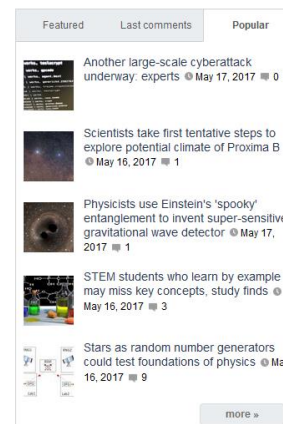 Featured Last comments Popular
Another large-scale cyberattack
underway: experts May 17, 2017 0
Scientists take first tentative steps to
explore potential climate of Proxima B
May 16, 2017 1
Physicists use Einstein's 'spooky'
entanglement to invent super-sensitive
gravitational wave detector May 17,
2017 1
STEM students who learn by example
may miss key concepts, study finds
May 16, 2017 3
Stars as random number generators
could test foundations of physics Ma
16, 2017 9
more »